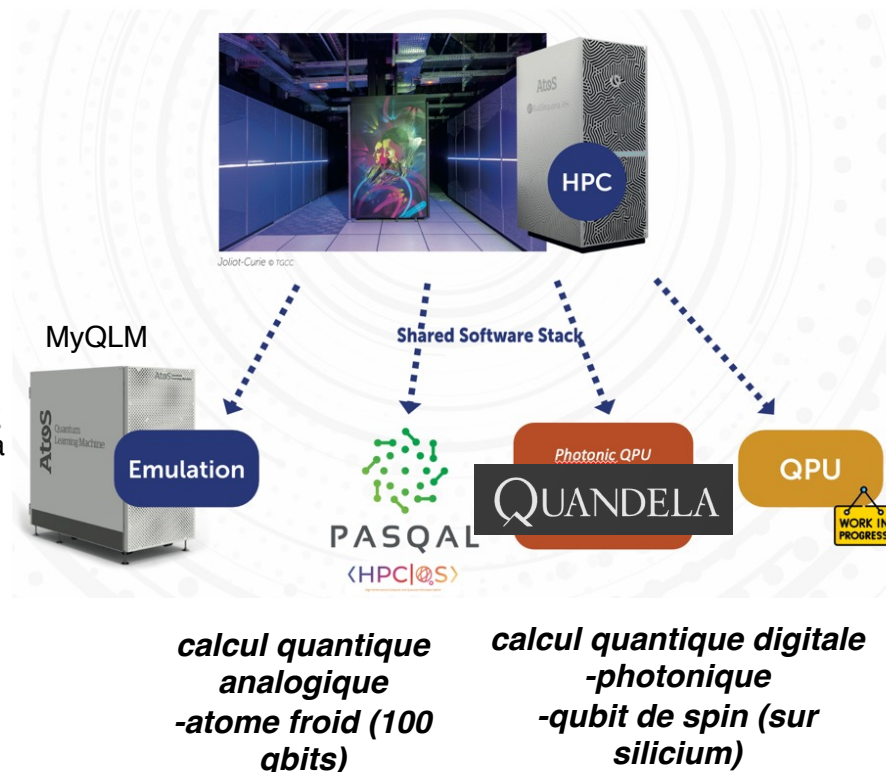 Atos
HPC
Joliot-Curie © TGCC
MyQLM
Shared Software Stack
Atos
Quantum
Learning Machine
Atos
a
Emulation
PASQAL
<HPC|QS>
Photonic QPU
QUANDELA
QPU
WORK IN
PROGRESS
calcul quantique
analogique
-atome froid (100
qbits)
calcul quantique digitale
-photonique
-qubit de spin (sur
silicium)